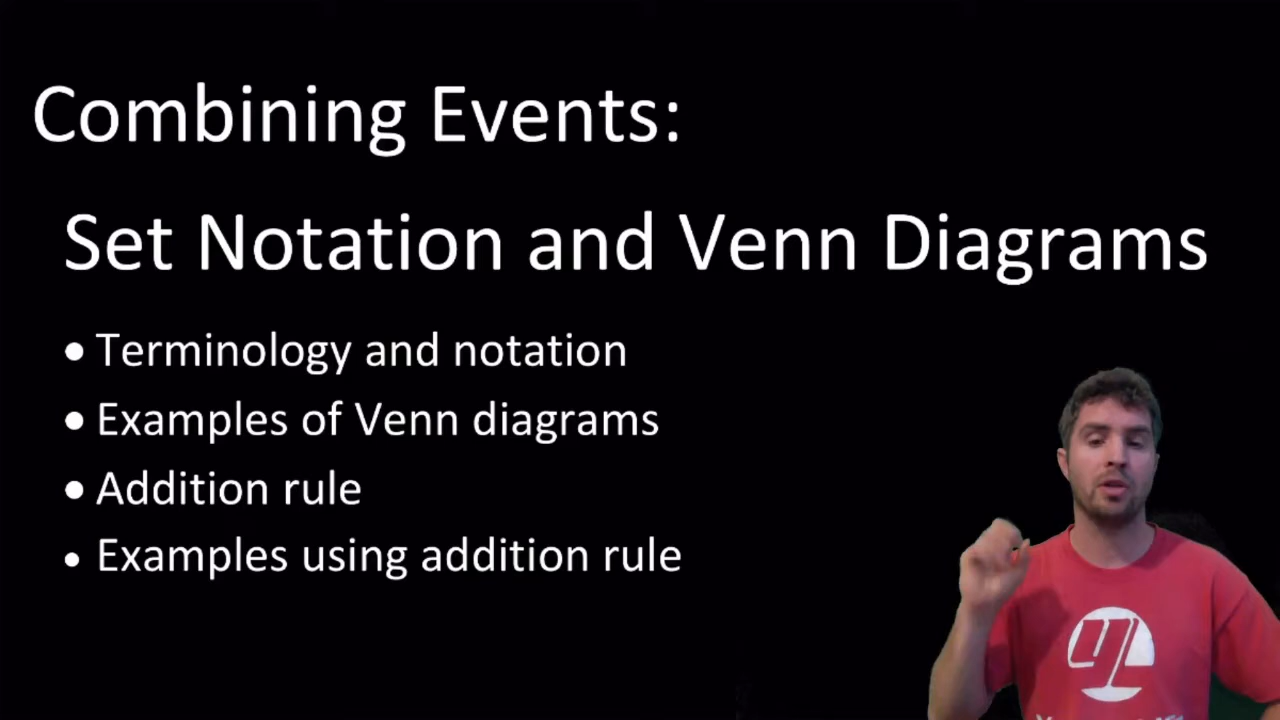 Combining Events:
Set Notation and Venn Diagrams
• Terminology and notation
• Examples of Venn diagrams
• Addition rule
• Examples using addition rule